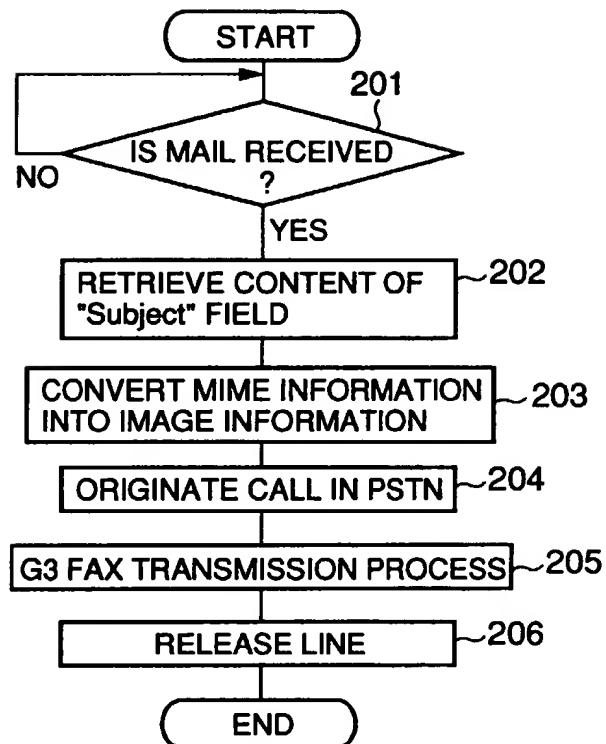 START
201
IS MAIL RECEIVED
?
NO
YES
RETRIEVE CONTENT OF
"Subject" FIELD
202
CONVERT MIME INFORMATION
INTO IMAGE INFORMATION
203
ORIGINATE CALL IN PSTN
204
G3 FAX TRANSMISSION PROCESS
205
RELEASE LINE
206
END